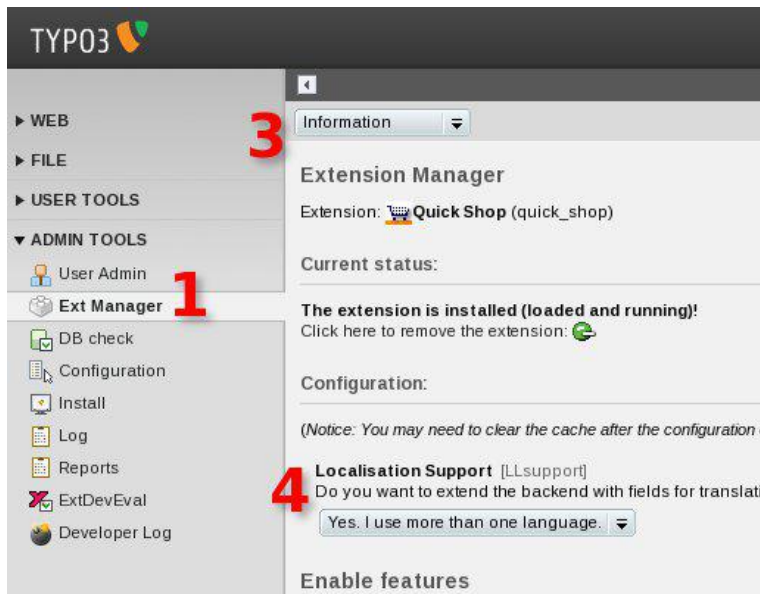 TYPO3
WEB
FILE
USER TOOLS
ADMIN TOOLS
User Admin
Ext Manager
1
DB check
Configuration
Install
Log
Reports
ExtDevEval
Developer Log
3
Information
Extension Manager
Extension: Quick Shop (quick_shop)
Current status:
The extension is installed (loaded and running)!
Click here to remove the extension:
Configuration:
(Notice: You may need to clear the cache after the configuration
4
Localisation Support [LLsupport]
Do you want to extend the backend with fields for translati
Yes. I use more than one language.
Enable features